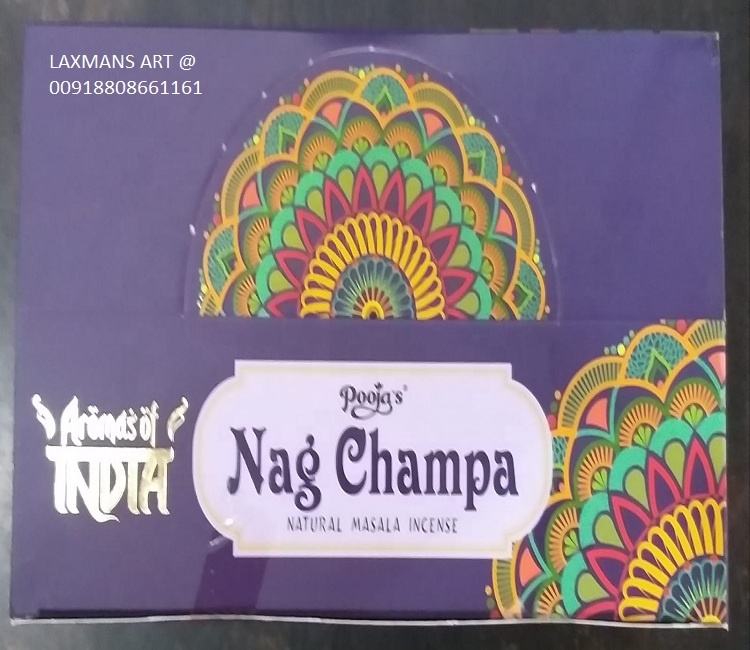 LAXMANS ART @
00918808661161
Aromas of
INDIA
Pooja's®
Nag Champa
NATURAL MASALA INCENSE